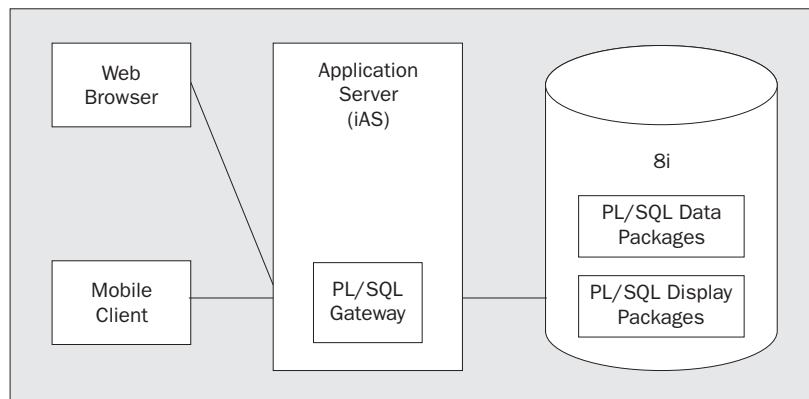 Web
Browser
Application
Server
(iAS)
8i
PL/SQL Data
Packages
Mobile
Client
PL/SQL
Gateway
PL/SQL Display
Packages